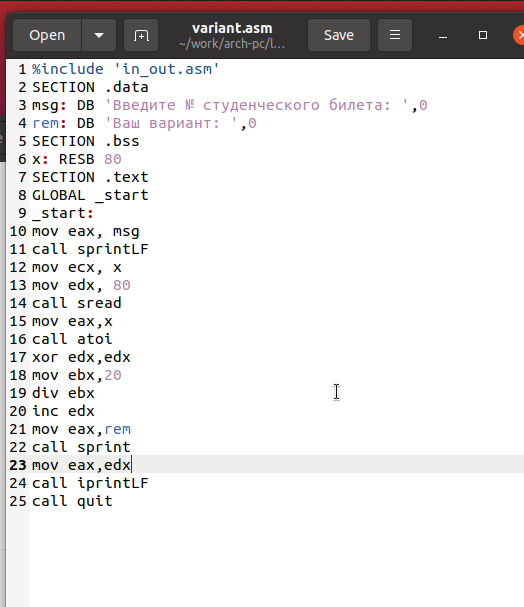 Open
variant.asm
~/work/arch-pc/l...
Save
1 %include 'in_out.asm'
2 SECTION .data
3 msg: DB 'Введите № студенческого билета: ',0
4 rem: DB 'Ваш вариант: ',0
5 SECTION .bss
6 x: RESB 80
7 SECTION .text
8 GLOBAL _start
9 _start:
10 mov eax, msg
11 call sprintLF
12 mov ecx, x
13 mov edx, 80
14 call sread
15 mov eax,x
16 call atoi
17 xor edx,edx
18 mov ebx,20
19 div ebx
20 inc edx
21 mov eax,rem
22 call sprint
23 mov eax,edx
24 call iprintLF
25 call quit